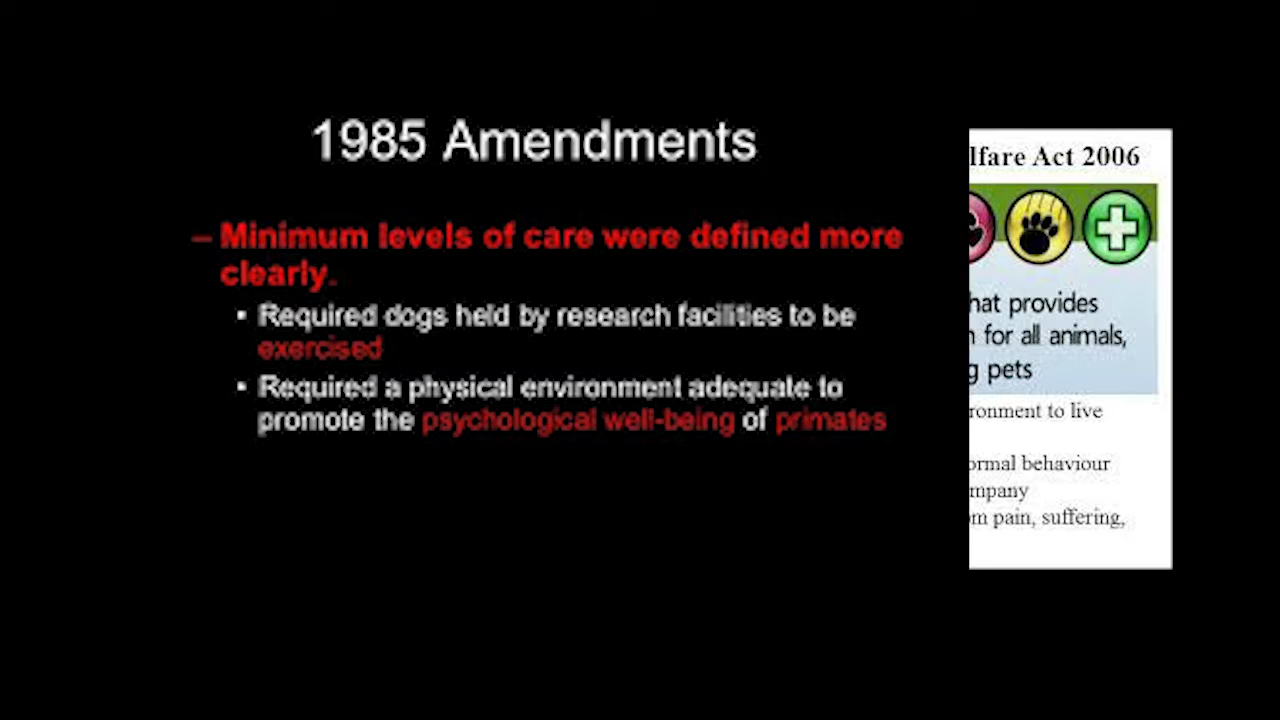 1985 Amendments
– Minimum levels of care were defined more
clearly.
▪ Required dogs held by research facilities to be
exercised
▪ Required a physical environment adequate to
promote the psychological well-being of primates
lfare Act 2006
hat provides
n for all animals,
g pets
ronment to live
ormal behaviour
mpany
om pain, suffering,